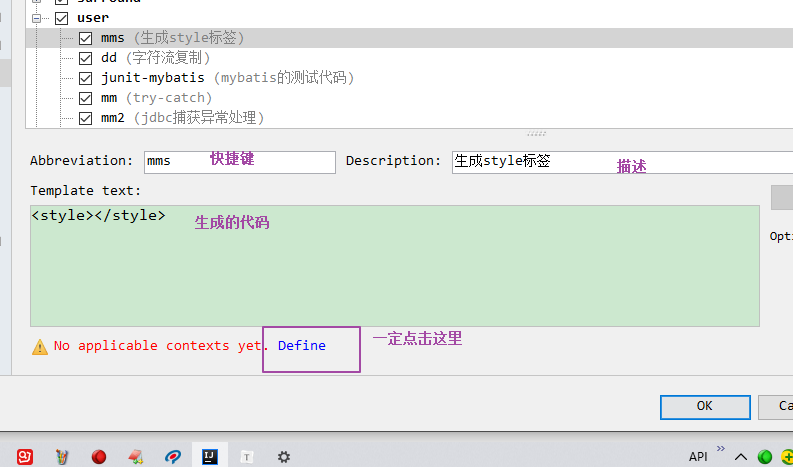 user
mms (生成style标签)
dd (字符流复制)
junit-mybatis (mybatis的测试代码)
mm (try-catch)
mm2 (jdbc捕获异常处理)
Abbreviation: mms 快捷键 Description: 生成style标签 描述
Template text:
<style></style> 生成的代码
Opti
No applicable contexts yet. Define 一定点击这里
OK Ca
IJ T API